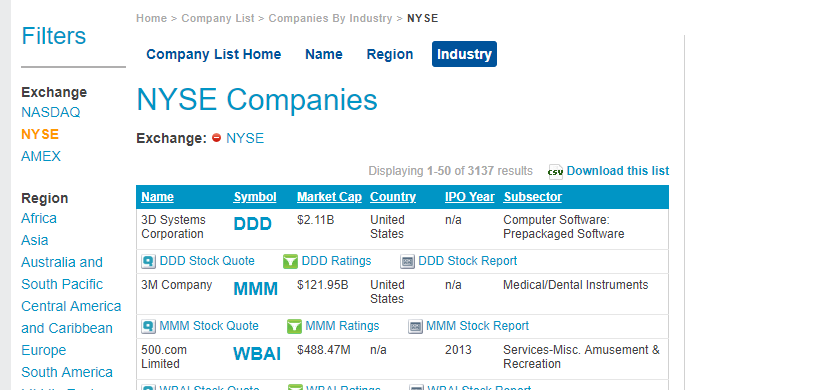 Home > Company List > Companies By Industry > NYSE
Filters
Company List Home Name Region Industry
Exchange
NASDAQ
NYSE
AMEX
Region
Africa
Asia
Australia and
South Pacific
Central America
and Caribbean
Europe
South America
NYSE Companies
Exchange: NYSE
Displaying 1-50 of 3137 results csv Download this list
Name Symbol Market Cap Country IPO Year Subsector
3D Systems Corporation DDD $2.11B United States n/a Computer Software: Prepackaged Software
DDD Stock Quote DDD Ratings DDD Stock Report
3M Company MMM $121.95B United States n/a Medical/Dental Instruments
MMM Stock Quote MMM Ratings MMM Stock Report
500.com Limited WBAI $488.47M n/a 2013 Services-Misc. Amusement & Recreation
WBAI Stock Quote WBAI Ratings WBAI Stock Report